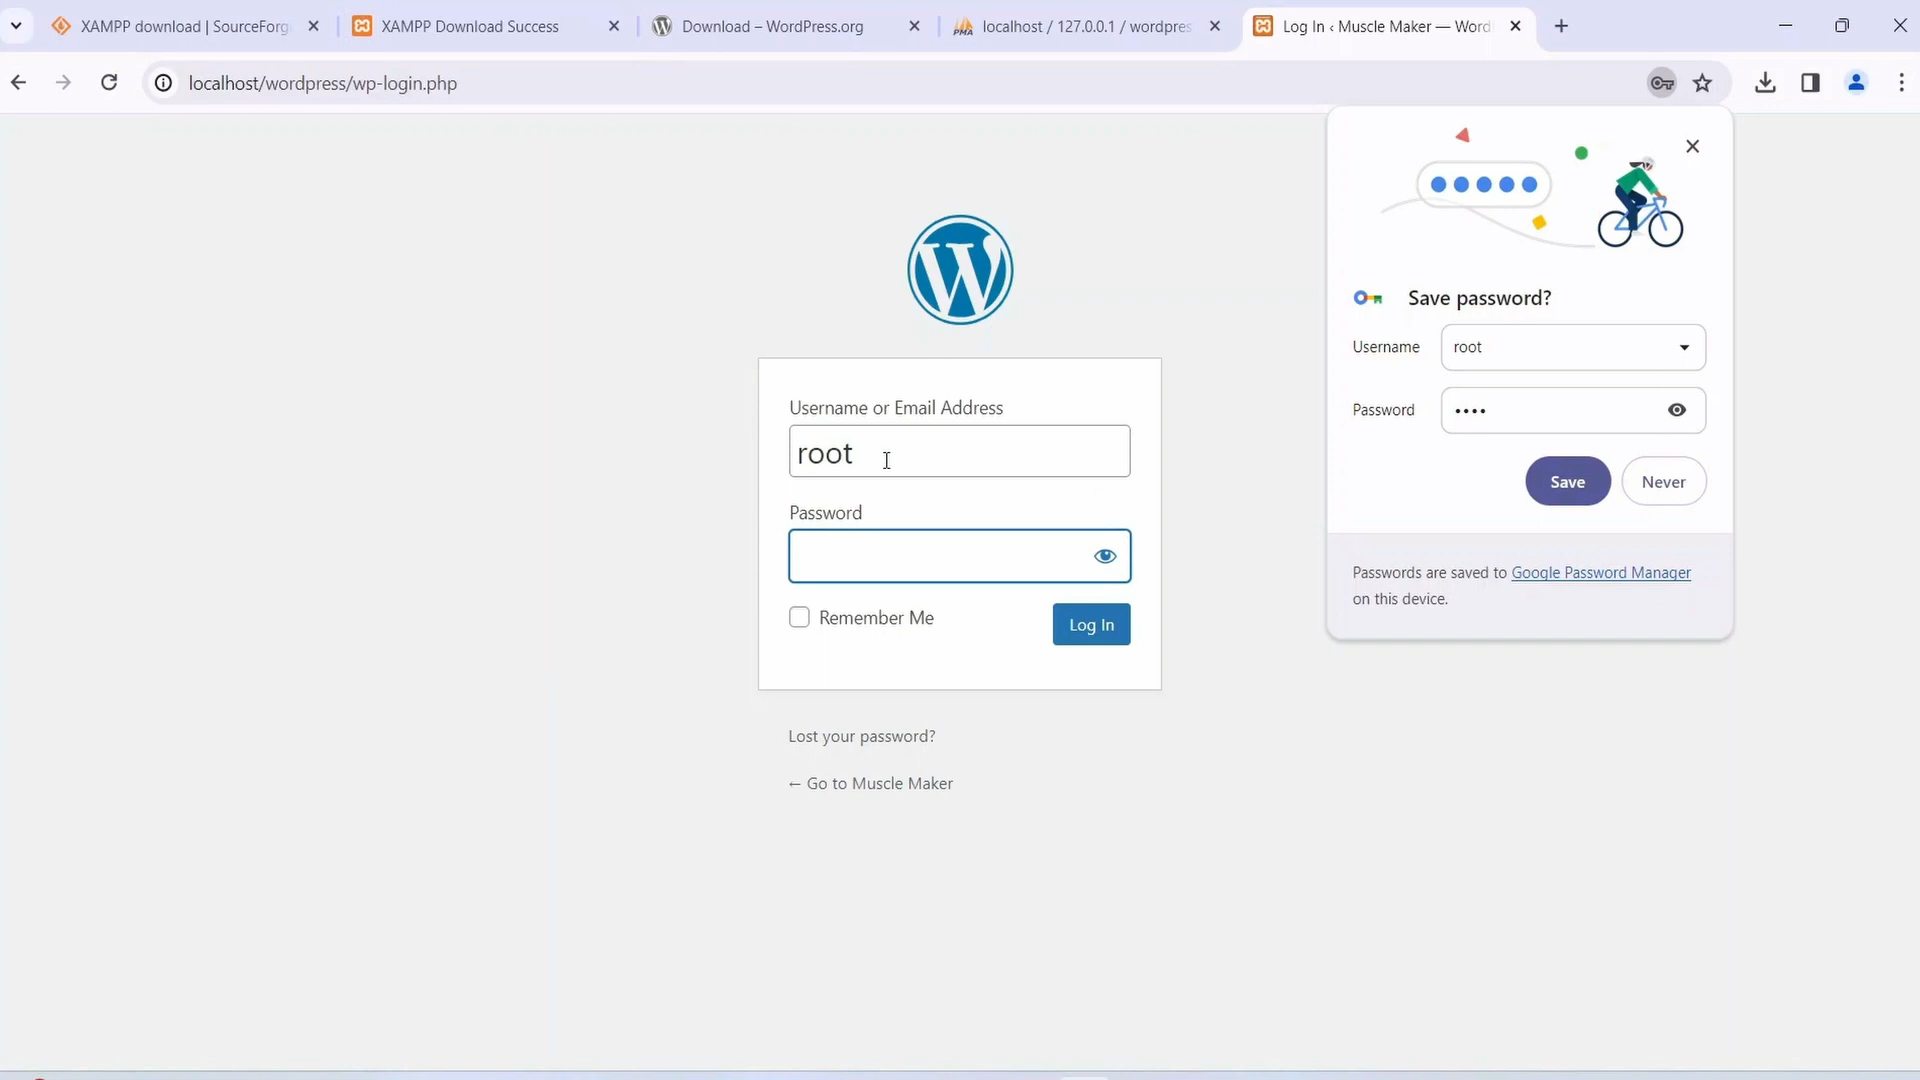 XAMPP download | SourceForg
XAMPP Download Success
Download – WordPress.org
localhost / 127.0.0.1 / wordpres
Log In ‹ Muscle Maker — Word
localhost/wordpress/wp-login.php
Save password?
Username root
Password ••••
Save Never
Passwords are saved to Google Password Manager
on this device.
Username or Email Address
root
Password
Remember Me
Log In
Lost your password?
← Go to Muscle Maker